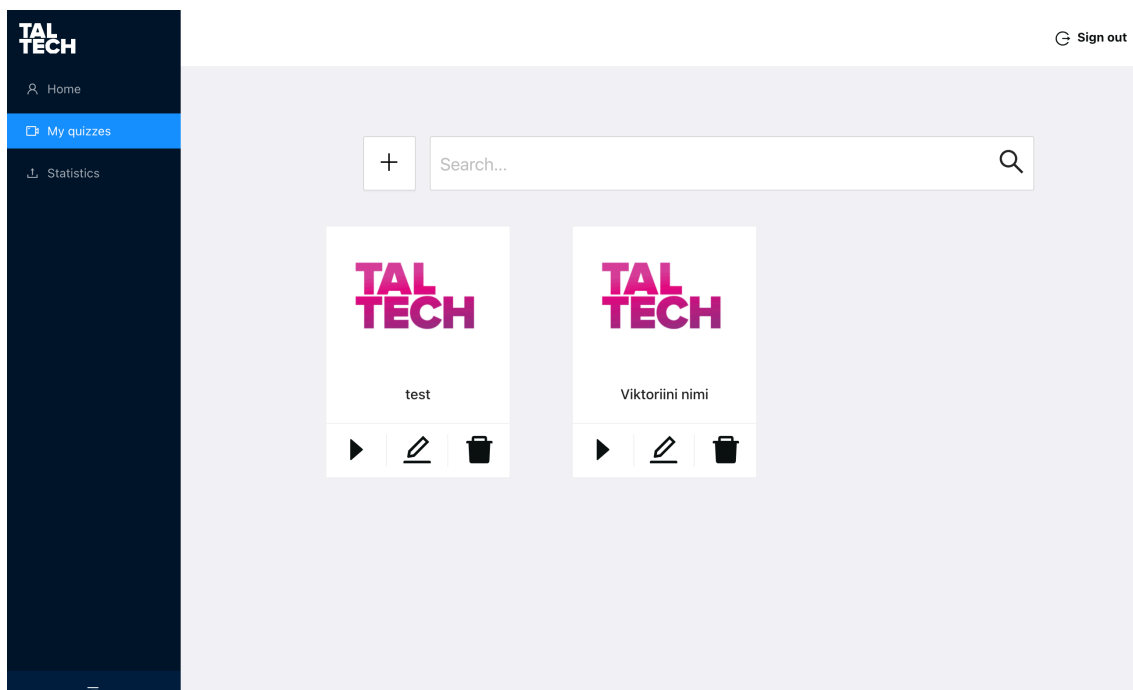 TAL
TECH
Sign out
Home
My quizzes
Statistics
Search...
TAL
TECH
TAL
TECH
test
Viktoriini nimi